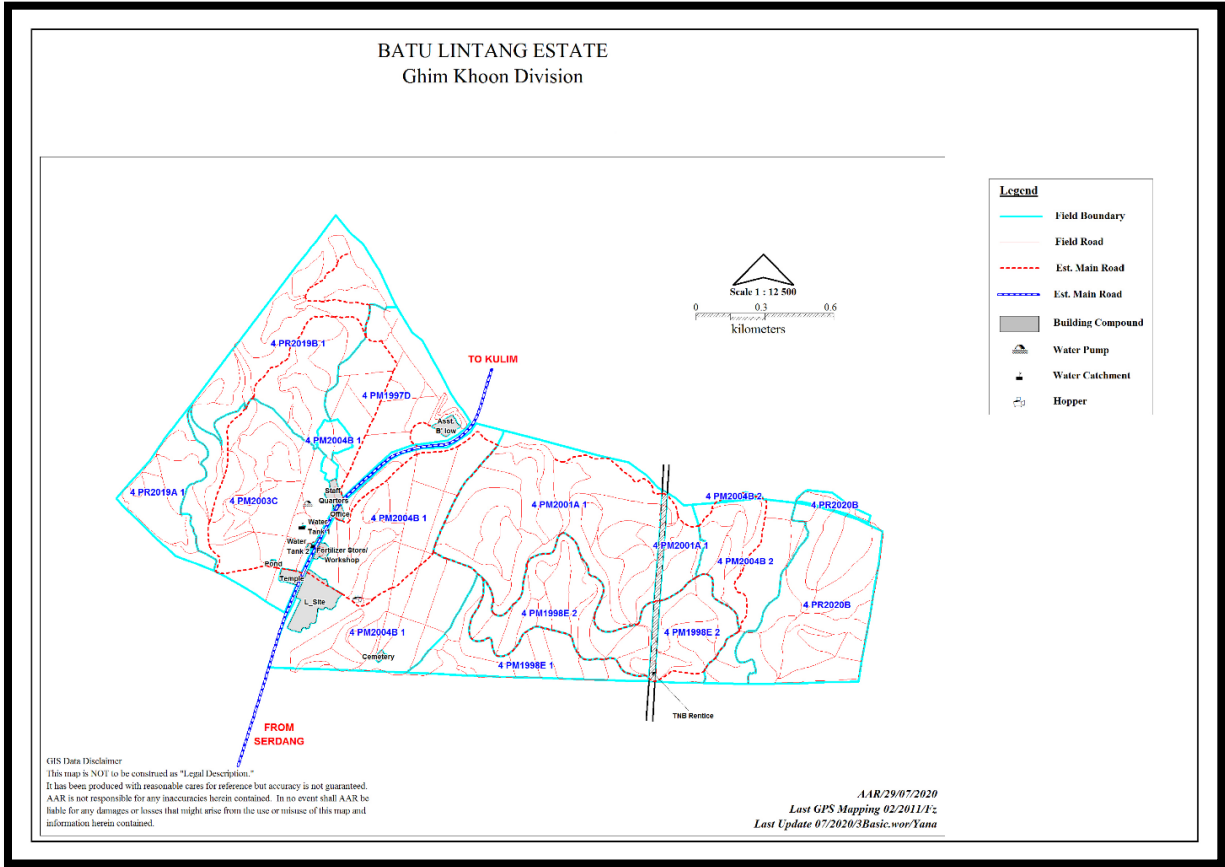 BATU LINTANG ESTATE
Ghim Khoon Division
Legend
Field Boundary
Field Road
Est. Main Road
Est. Main Road
Building Compound
Water Pump
Water Catchment
Hopper
Scale 1 : 12 500
0 0.3 0.6
kilometers
TO KULIM
4 PR2019B 1
4 PM1997D
Asst.
B`low
4 PM2004B 1
4 PR2019A 1
4 PM2003C
Staff
Quarters
Office
4 PM2004B 1
Water
Tank 1
Water
Tank 2
Fertilizer Store/
Workshop
Pond
Temple
L_Site
4 PM2004B 1
Cemetery
4 PM2001A 1
4 PM2004B 2
4 PR2020B
4 PM2001A 1
4 PM2004B 2
4 PR2020B
4 PM1998E 2
4 PM1998E 2
4 PM1998E 1
TNB Rentice
FROM
SERDANG
GIS Data Disclaimer
This map is NOT to be construed as "Legal Description."
It has been produced with reasonable cares for reference but accuracy is not guaranteed.
AAR is not responsible for any inaccuracies herein contained. In no event shall AAR be
liable for any damages or losses that might arise from the use or misuse of this map and
information herein contained.
AAR/29/07/2020
Last GPS Mapping 02/2011/Fz
Last Update 07/2020/3Basic.wor/Yana